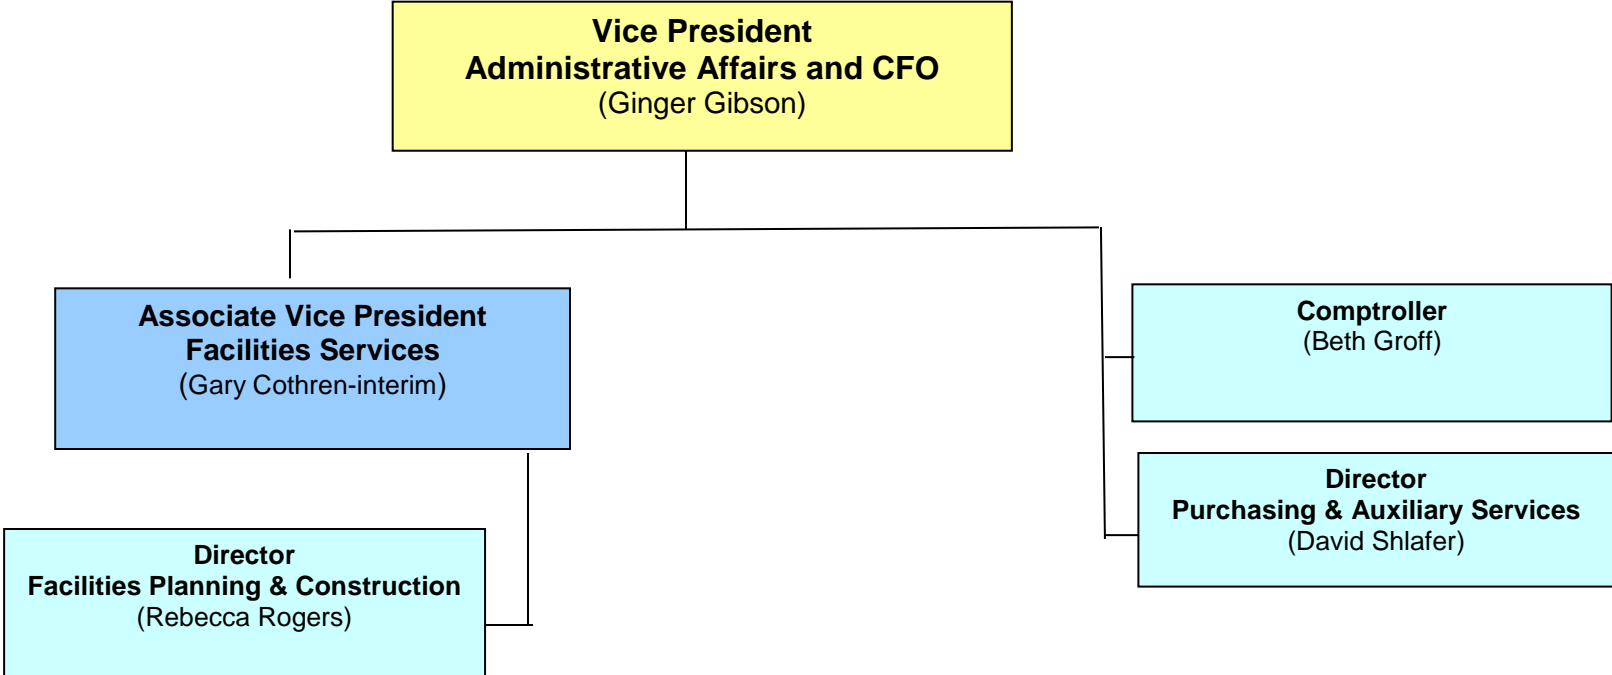 Vice President
Administrative Affairs and CFO
(Ginger Gibson)
Associate Vice President
Facilities Services
(Gary Cothren-interim)
Comptroller
(Beth Groff)
Director
Purchasing & Auxiliary Services
(David Shlafer)
Director
Facilities Planning & Construction
(Rebecca Rogers)